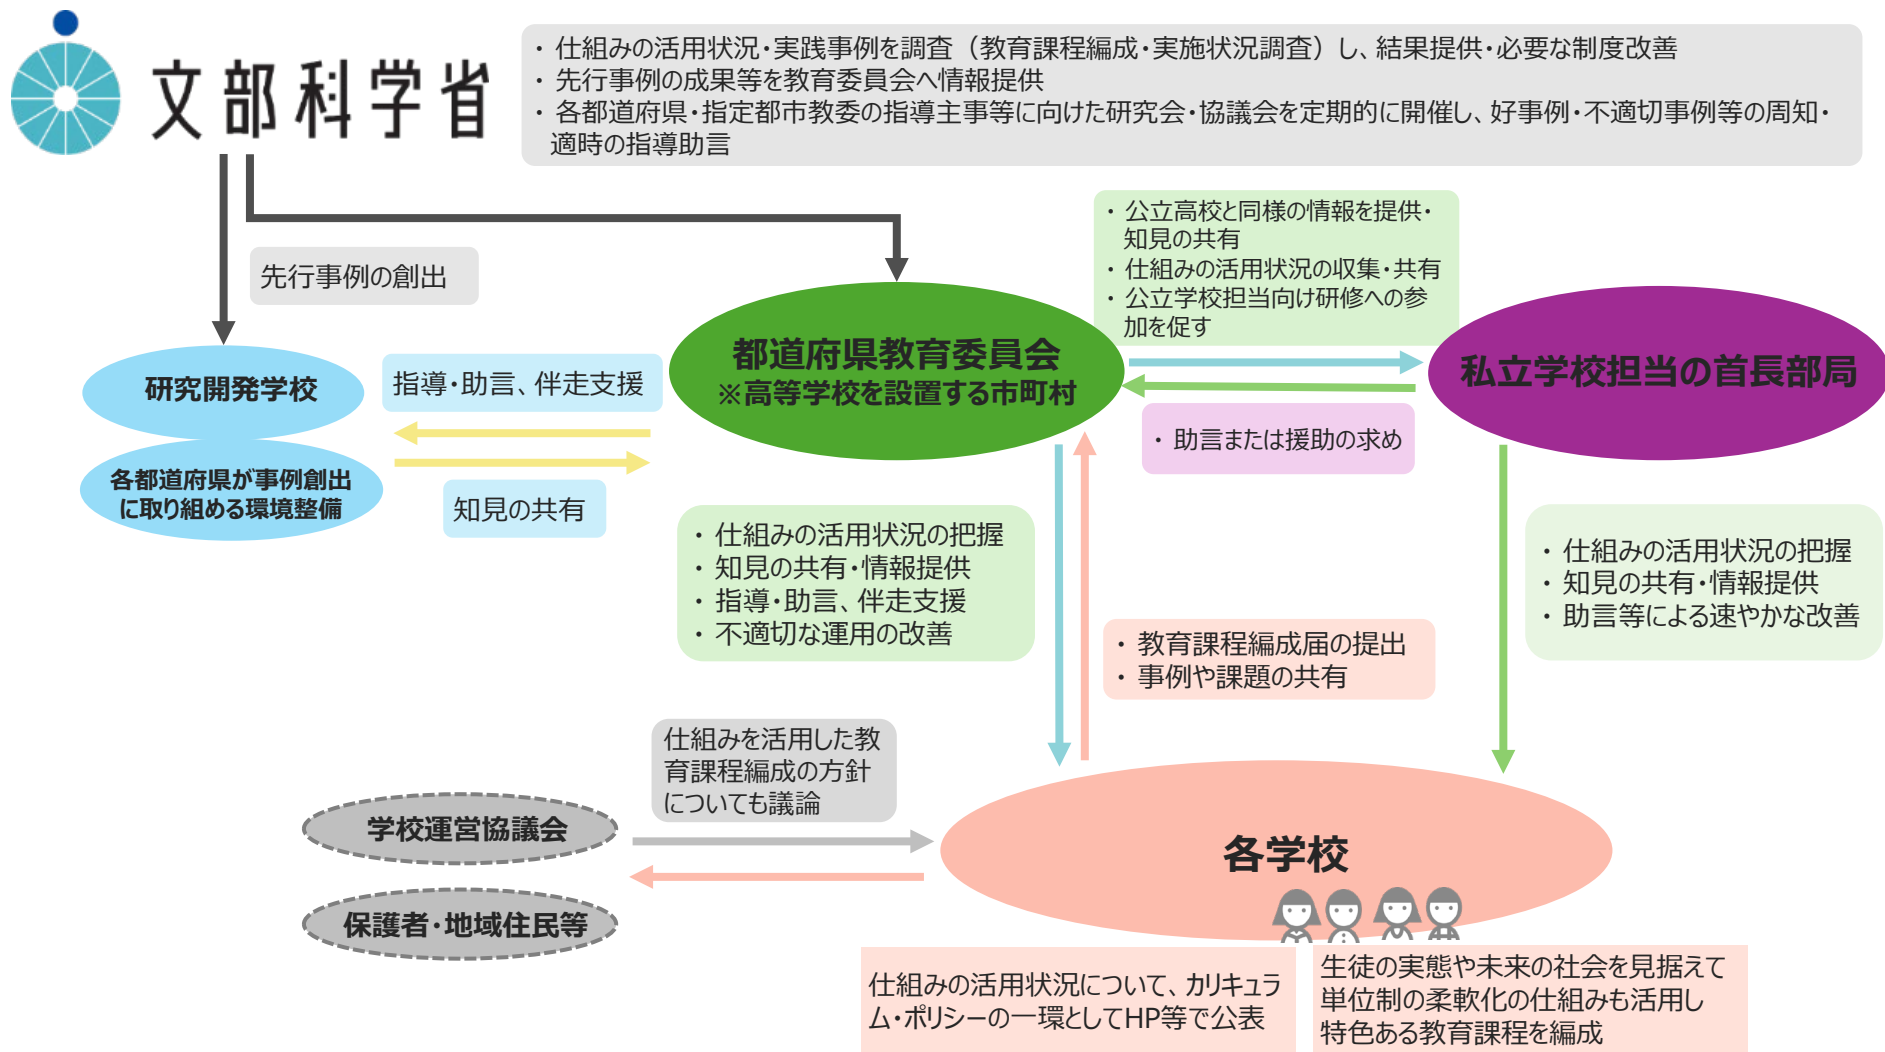 文部科学省
・仕組みの活用状況・実践事例を調査（教育課程編成・実施状況調査）し、結果提供・必要な制度改善
・先行事例の成果等を教育委員会へ情報提供
・各都道府県・指定都市教委の指導主事等に向けた研究会・協議会を定期的に開催し、好事例・不適切事例等の周知・
適時の指導助言
先行事例の創出
・公立高校と同様の情報を提供・
知見の共有
・仕組みの活用状況の収集・共有
・公立学校担当向け研修への参
加を促す
都道府県教育委員会
※高等学校を設置する市町村
私立学校担当の首長部局
研究開発学校
指導・助言、伴走支援
・助言または援助の求め
各都道府県が事例創出
に取り組める環境整備
知見の共有
・仕組みの活用状況の把握
・知見の共有・情報提供
・指導・助言、伴走支援
・不適切な運用の改善
・仕組みの活用状況の把握
・知見の共有・情報提供
・助言等による速やかな改善
・教育課程編成届の提出
・事例や課題の共有
仕組みを活用した教
育課程編成の方針
についても議論
学校運営協議会
各学校
保護者・地域住民等
仕組みの活用状況について、カリキュラ
ム・ポリシーの一環としてHP等で公表
生徒の実態や未来の社会を見据えて
単位制の柔軟化の仕組みも活用し
特色ある教育課程を編成